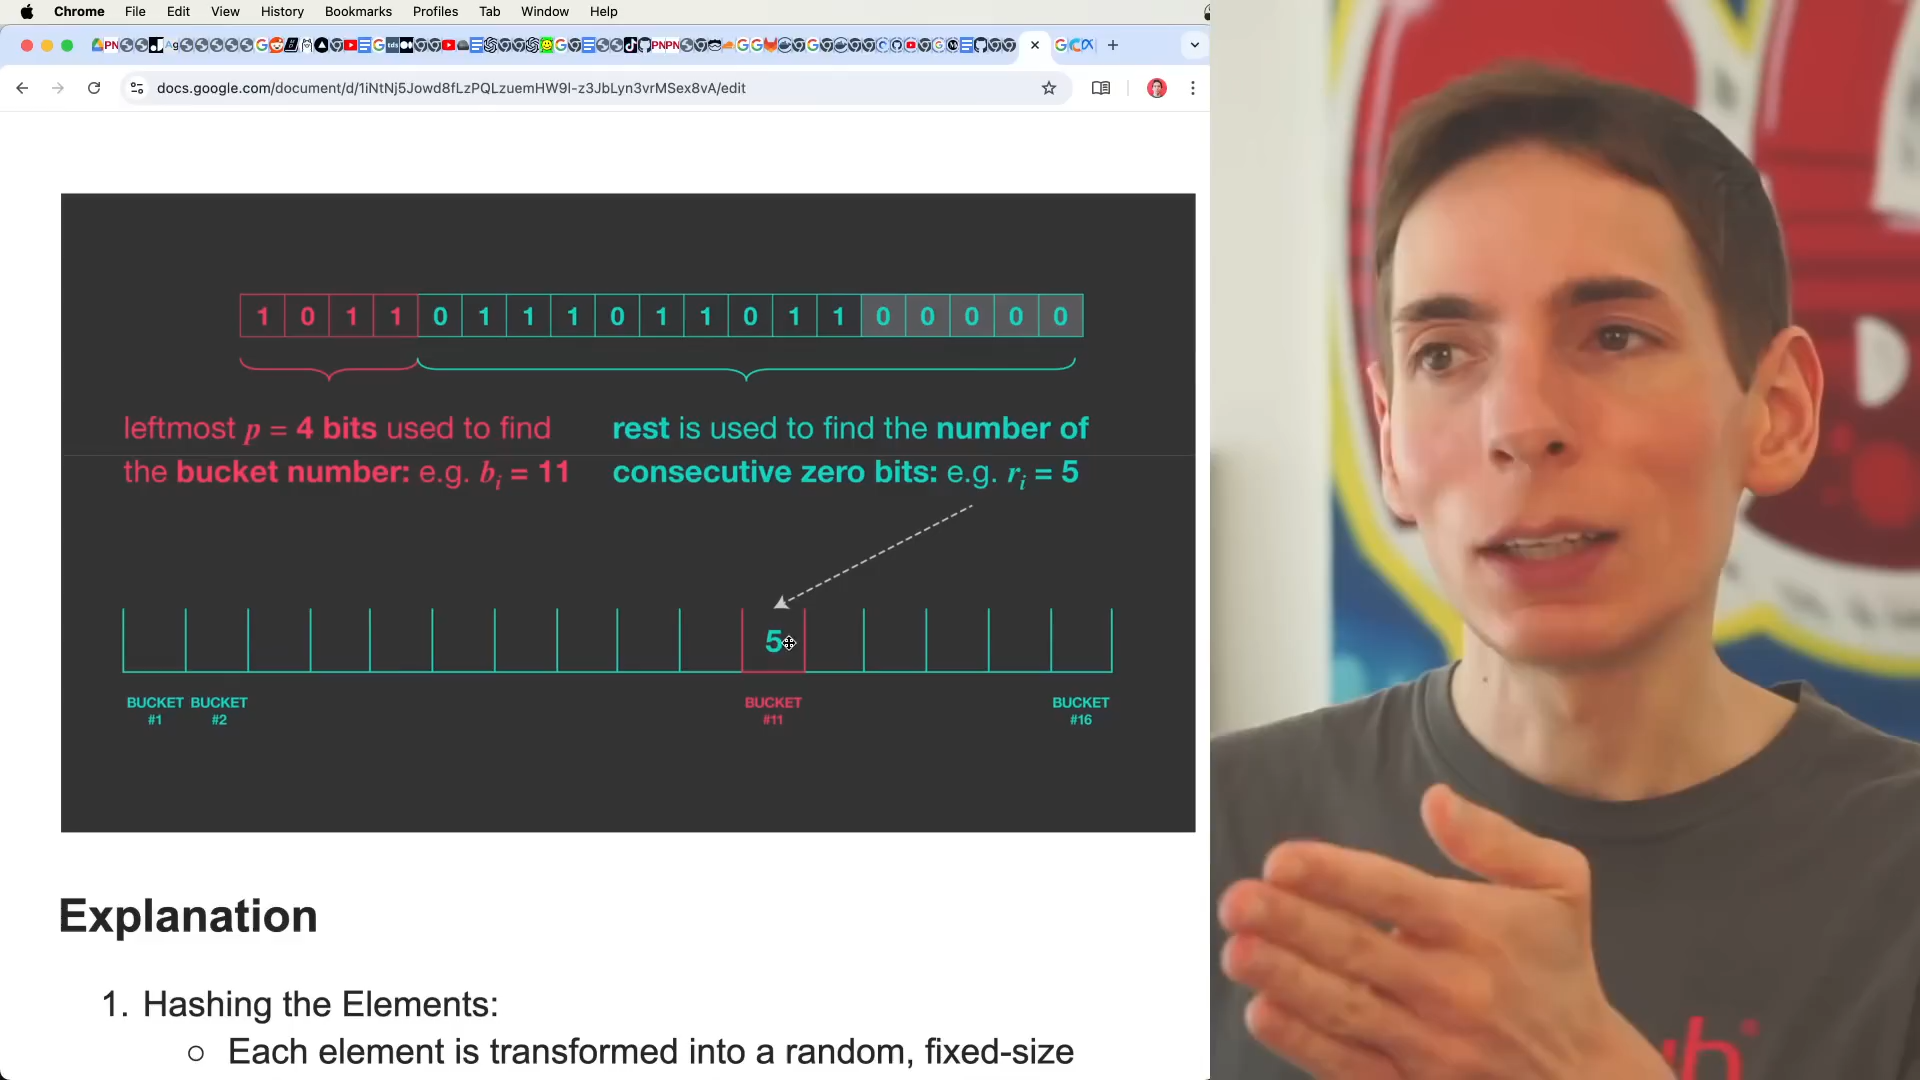 Chrome File Edit View History Bookmarks Profiles Tab Window Help
docs.google.com/document/d/1iNtNj5Jowd8fLzPQLzuemHW9l-z3JbLyn3vrMSex8vA/edit
1 0 1 1 0 1 1 1 0 1 1 0 1 1 0 0 0 0 0
leftmost p = 4 bits used to find
the bucket number: e.g. bi = 11
rest is used to find the number of
consecutive zero bits: e.g. ri = 5
5
BUCKET #1
BUCKET #2
BUCKET #11
BUCKET #16
Explanation
1. Hashing the Elements:
○ Each element is transformed into a random, fixed-size